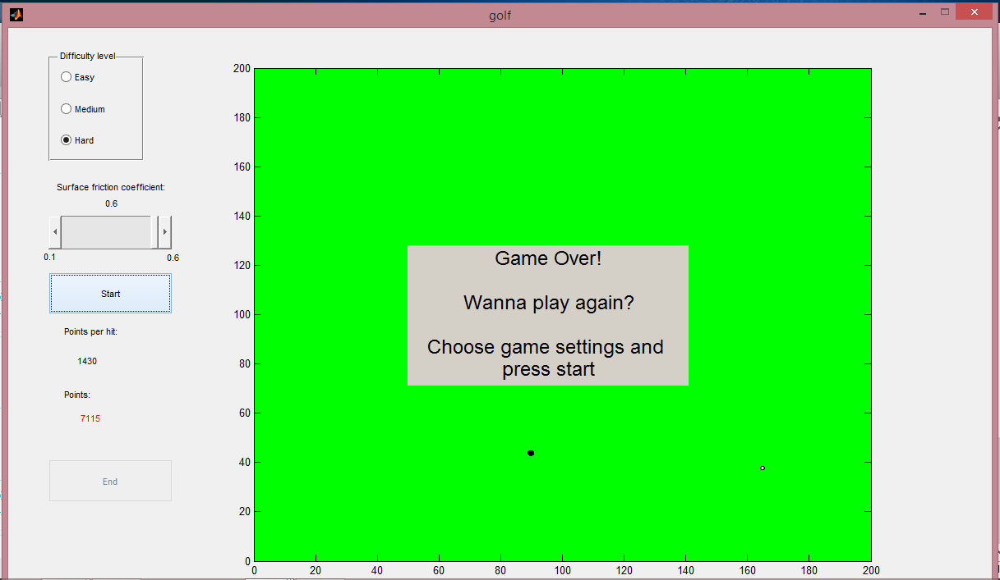 golf
Difficulty level
Easy
Medium
Hard
Surface friction coefficient:
0.6
0.1
0.6
Start
Points per hit:
1430
Points:
7115
End
200
180
160
140
120
100
80
60
40
20
0
Game Over!
Wanna play again?
Choose game settings and
press start
0
20
40
60
80
100
120
140
160
180
200